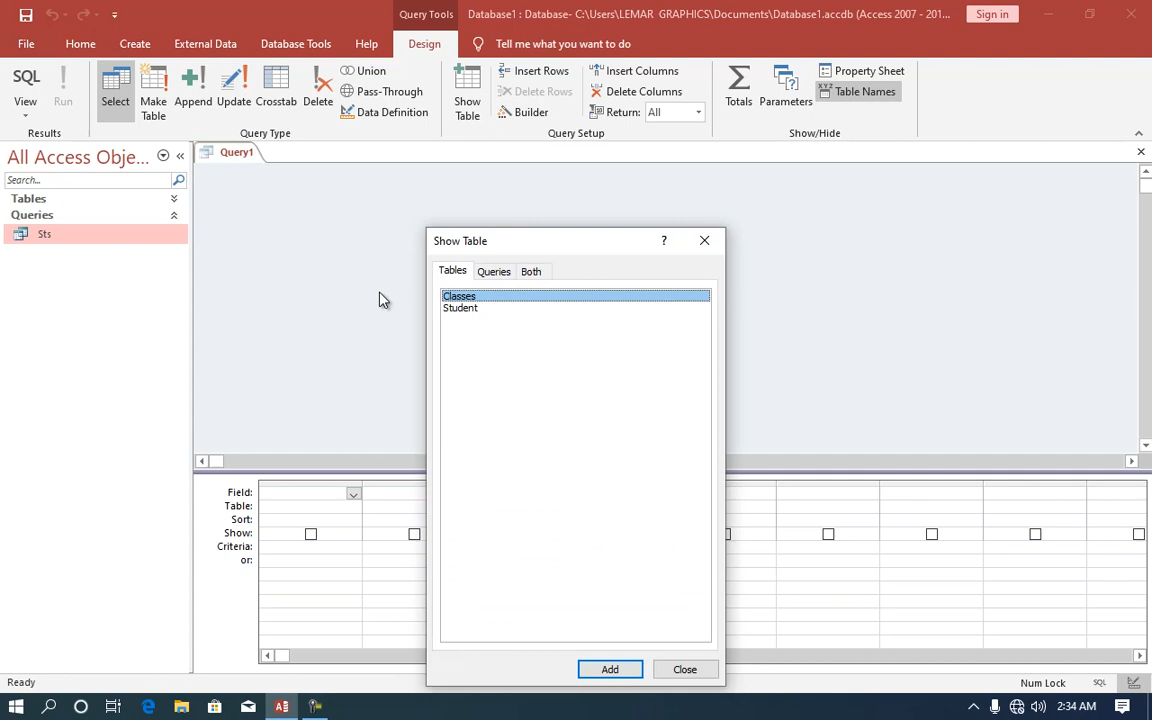 Query Tools
Database1 : Database- C:\Users\LEMAR GRAPHICS\Documents\Database1.accdb (Access 2007 - 201...
Sign in
File
Home
Create
External Data
Database Tools
Help
Design
Tell me what you want to do
SQL
View
Run
Select
Make Table
Append
Update
Crosstab
Delete
Union
Pass-Through
Data Definition
Show Table
Insert Rows
Delete Rows
Builder
Insert Columns
Delete Columns
Return: All
Totals
Parameters
Property Sheet
XYZ Table Names
Results
Query Type
Query Setup
Show/Hide
All Access Obje...
Search...
Tables
Queries
Sts
Query1
Show Table
?
Tables
Queries
Both
Classes
Student
Add
Close
Field:
Table:
Sort:
Show:
Criteria:
or:
Ready
Num Lock
SQL
2:34 AM